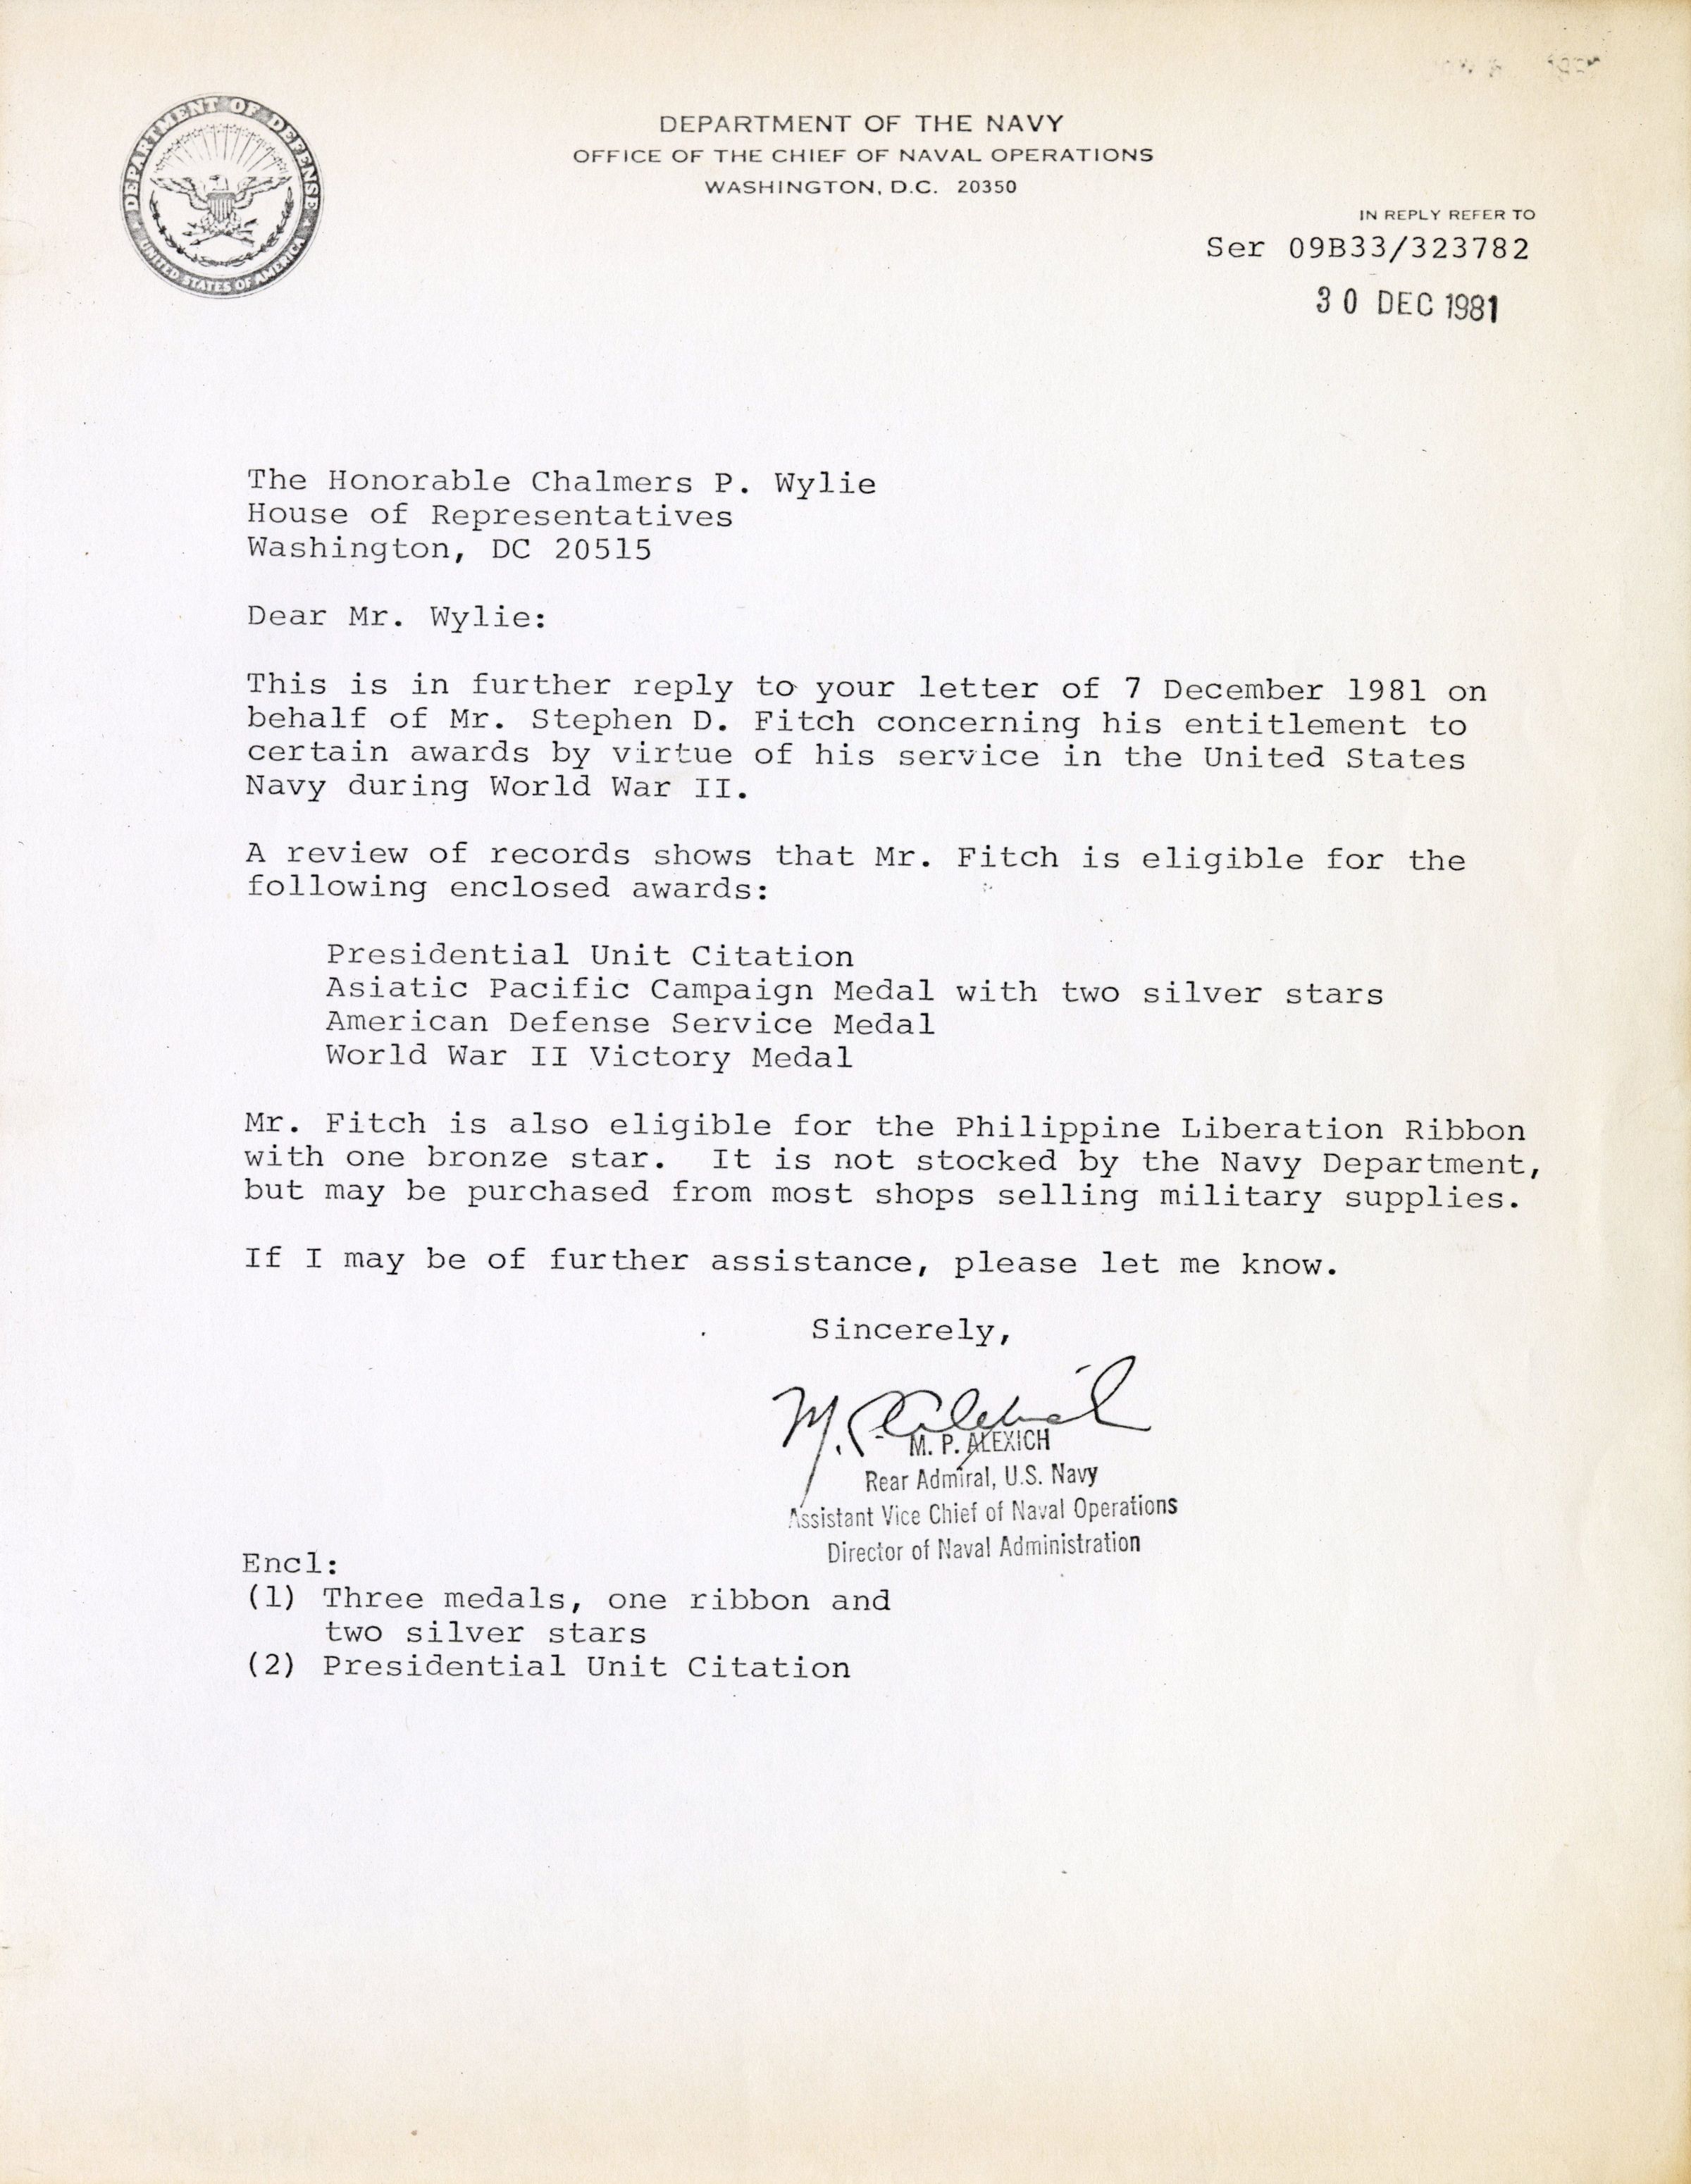 DEPARTMENT OF DEFENSE
UNITED STATES OF AMERICA
DEPARTMENT OF THE NAVY
OFFICE OF THE CHIEF OF NAVAL OPERATIONS
WASHINGTON, D.C. 20350
IN REPLY REFER TO
Ser 09B33/323782
30 DEC 1981
The Honorable Chalmers P. Wylie
House of Representatives
Washington, DC 20515
Dear Mr. Wylie:
This is in further reply to your letter of 7 December 1981 on
behalf of Mr. Stephen D. Fitch concerning his entitlement to
certain awards by virtue of his service in the United States
Navy during World War II.
A review of records shows that Mr. Fitch is eligible for the
following enclosed awards:
Presidential Unit Citation
Asiatic Pacific Campaign Medal with two silver stars
American Defense Service Medal
World War II Victory Medal
Mr. Fitch is also eligible for the Philippine Liberation Ribbon
with one bronze star. It is not stocked by the Navy Department,
but may be purchased from most shops selling military supplies.
If I may be of further assistance, please let me know.
Sincerely,
M. P. ALEXICH
Rear Admiral, U.S. Navy
Assistant Vice Chief of Naval Operations
Director of Naval Administration
Encl:
(1) Three medals, one ribbon and
two silver stars
(2) Presidential Unit Citation